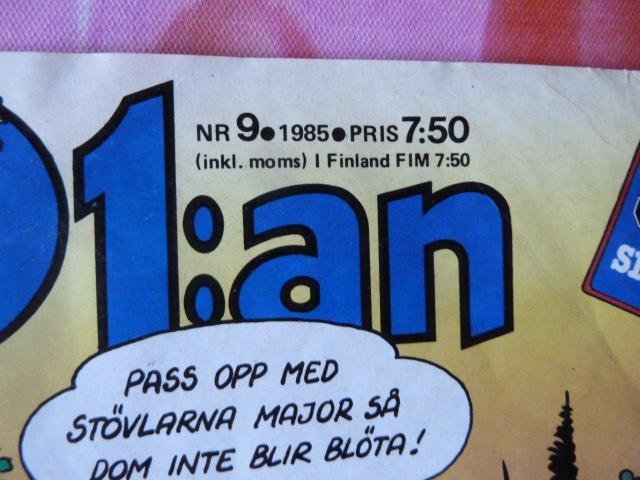 NR 9●1985●PRIS 7:50
(inkl. moms) I Finland FIM 7:50
91:an
PASS OPP MED
STÖVLARNA MAJOR SÅ
DOM INTE BLIR BLÖTA!